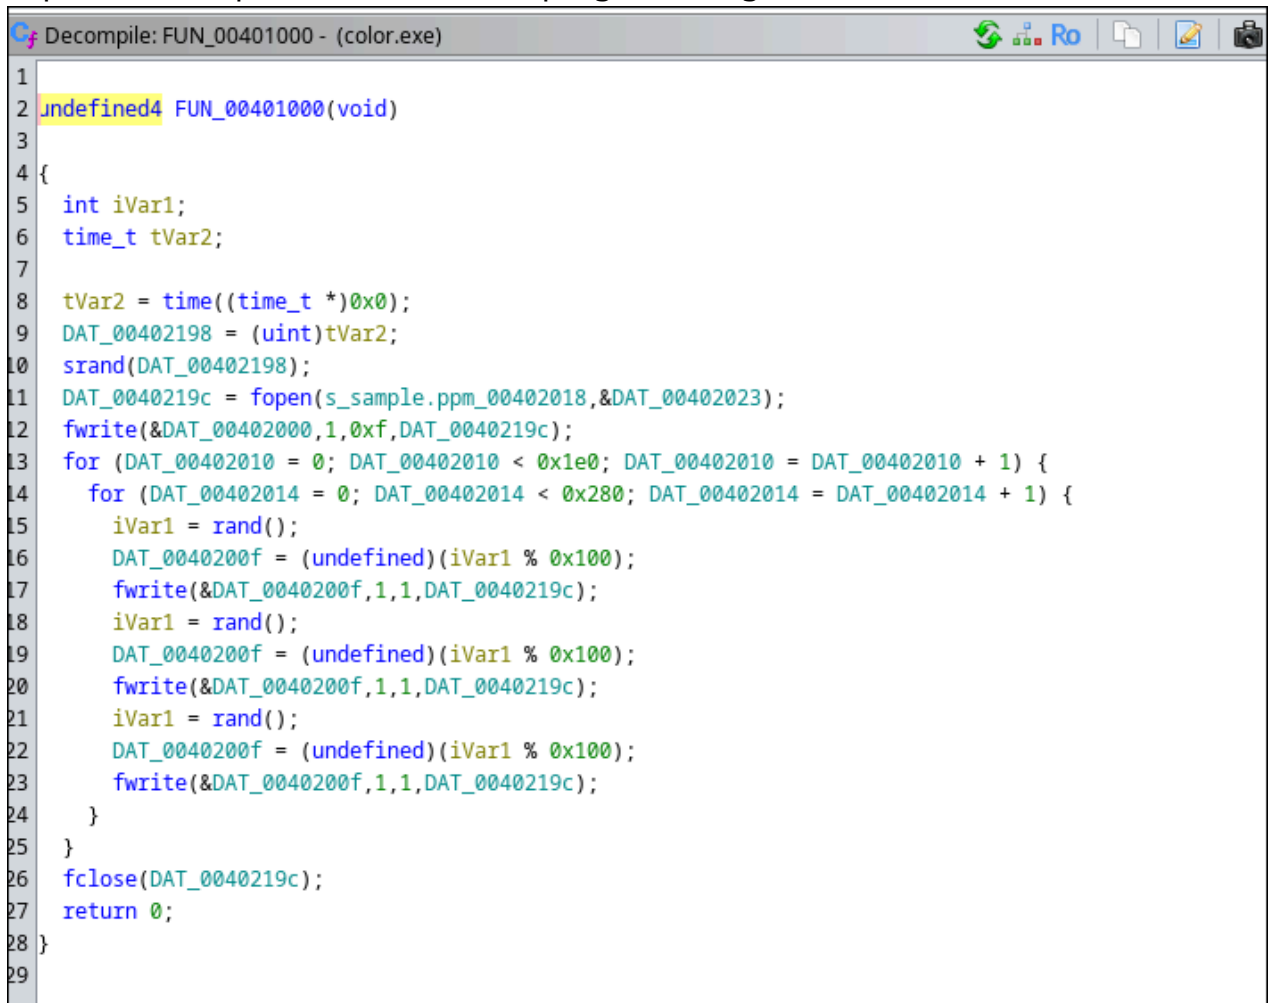 Decompile: FUN_00401000 - (color.exe)
Ro
1
2 undefined4 FUN_00401000(void)
3
4 {
5 int iVar1;
6 time_t tVar2;
7
8 tVar2 = time((time_t *)0x0);
9 DAT_00402198 = (uint)tVar2;
10 srand(DAT_00402198);
11 DAT_0040219c = fopen(s_sample.ppm_00402018,&DAT_00402023);
12 fwrite(&DAT_00402000,1,0xf,DAT_0040219c);
13 for (DAT_00402010 = 0; DAT_00402010 < 0x1e0; DAT_00402010 = DAT_00402010 + 1) {
14 for (DAT_00402014 = 0; DAT_00402014 < 0x280; DAT_00402014 = DAT_00402014 + 1) {
15 iVar1 = rand();
16 DAT_0040200f = (undefined)(iVar1 % 0x100);
17 fwrite(&DAT_0040200f,1,1,DAT_0040219c);
18 iVar1 = rand();
19 DAT_0040200f = (undefined)(iVar1 % 0x100);
20 fwrite(&DAT_0040200f,1,1,DAT_0040219c);
21 iVar1 = rand();
22 DAT_0040200f = (undefined)(iVar1 % 0x100);
23 fwrite(&DAT_0040200f,1,1,DAT_0040219c);
24 }
25 }
26 fclose(DAT_0040219c);
27 return 0;
28 }
29